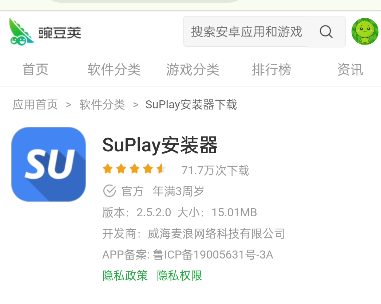 豌豆荚
搜索安卓应用和游戏
首页 软件分类 游戏分类 排行榜 资讯
应用首页 > 软件分类 > SuPlay安装器下载
SU
SuPlay安装器
71.7万次下载
官方 年满3周岁
版本：2.5.2.0 大小：15.01MB
开发商：威海麦浪网络科技有限公司
APP备案：鲁ICP备19005631号-3A
隐私政策 隐私权限